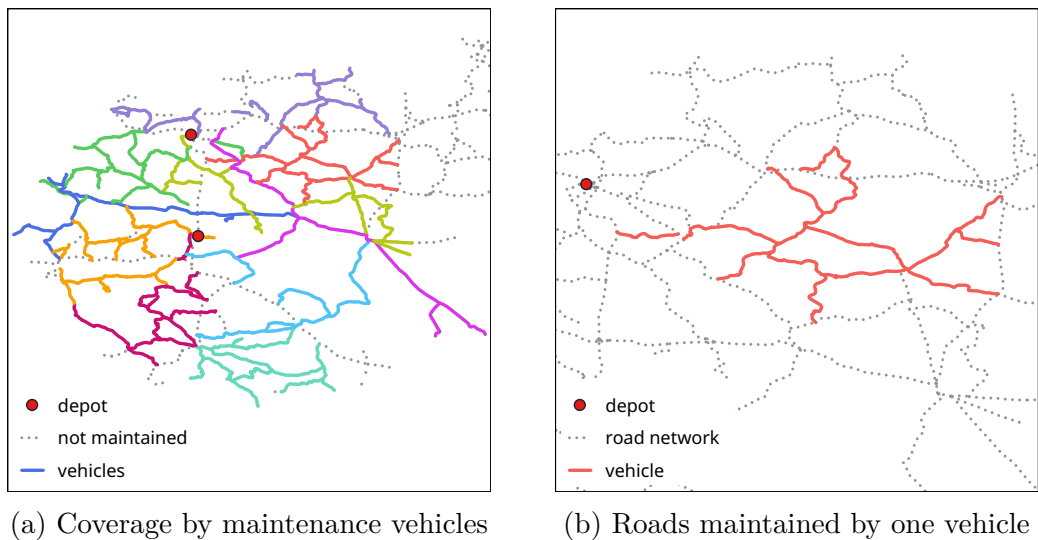 depot
not maintained
vehicles
(a) Coverage by maintenance vehicles
depot
road network
vehicle
(b) Roads maintained by one vehicle